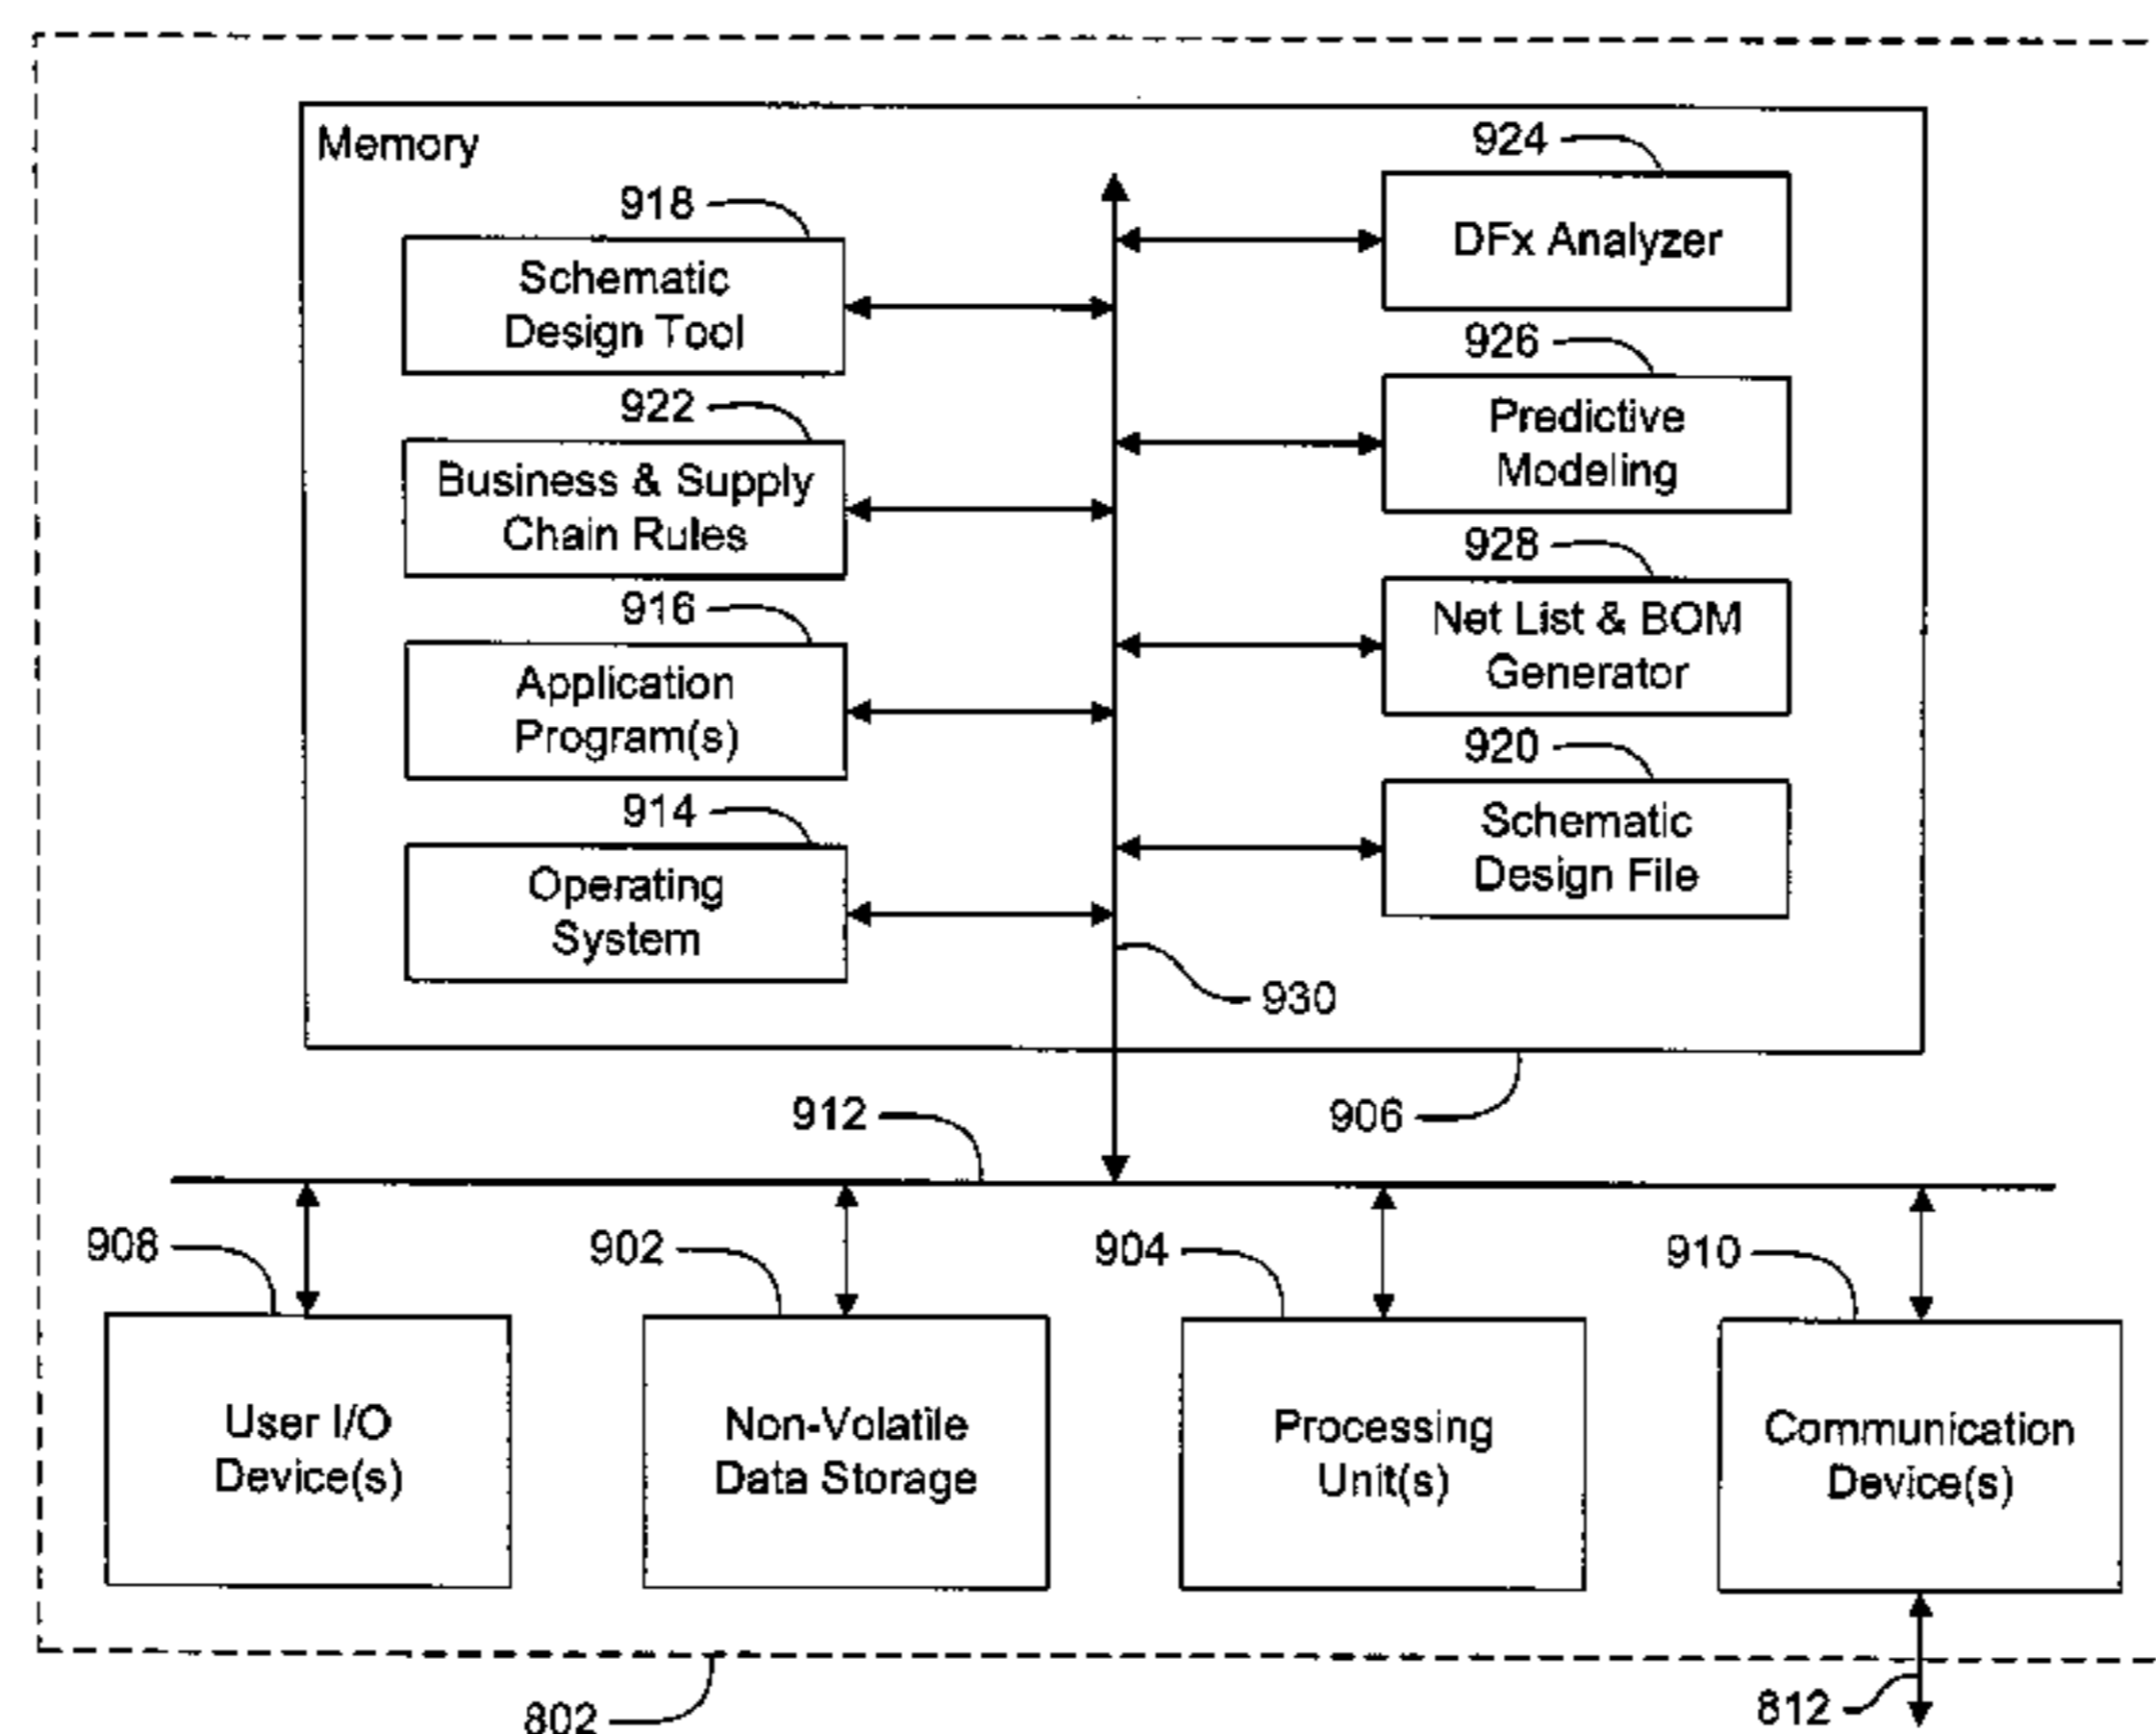 Memory
924
918
DFx Analyzer
Schematic
Design Tool
926
922
Predictive
Modeling
Business & Supply
Chain Rules
928
916
Net List & BOM
Generator
Application
Program(s)
920
914
Schematic
Design File
Operating
System
930
912
906
908
902
904
910
User I/O
Device(s)
Non-Volatile
Data Storage
Processing
Unit(s)
Communication
Device(s)
802
812